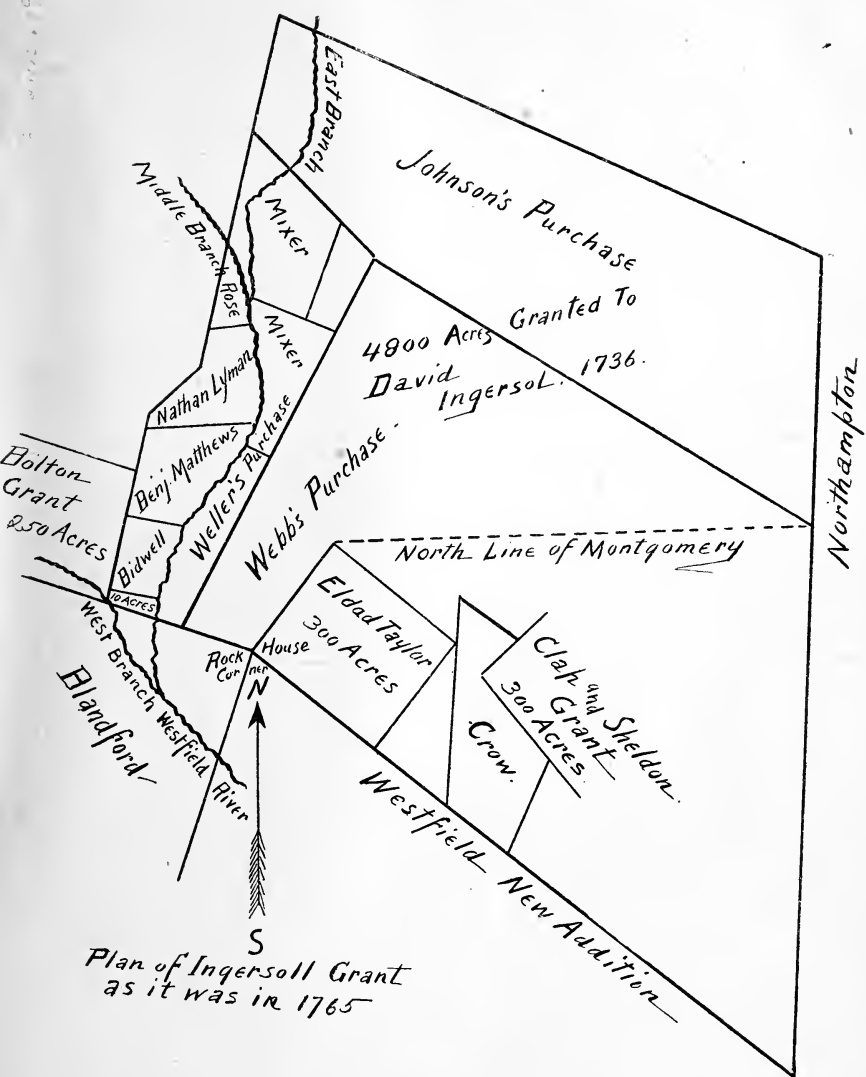 East Branch
Johnson's Purchase
Middle Branch
Rose
Mixer
Mixer
4800 Acres Granted To
David
Ingersol. 1736.
Nathan Lyman
Benj. Matthews
Weller's Purchase
Webb's Purchase
Northampton
Bolton
Grant
250 Acres
Bidwell
10 Acres
North Line of Montgomery
Eldad Taylor
300 Acres
Rock House
Corner
West Branch Westfield River
Blandford
Clap and Sheldon
Grant
300 Acres
Crow.
Westfield New Addition
N
S
Plan of Ingersoll Grant
as it was in 1765